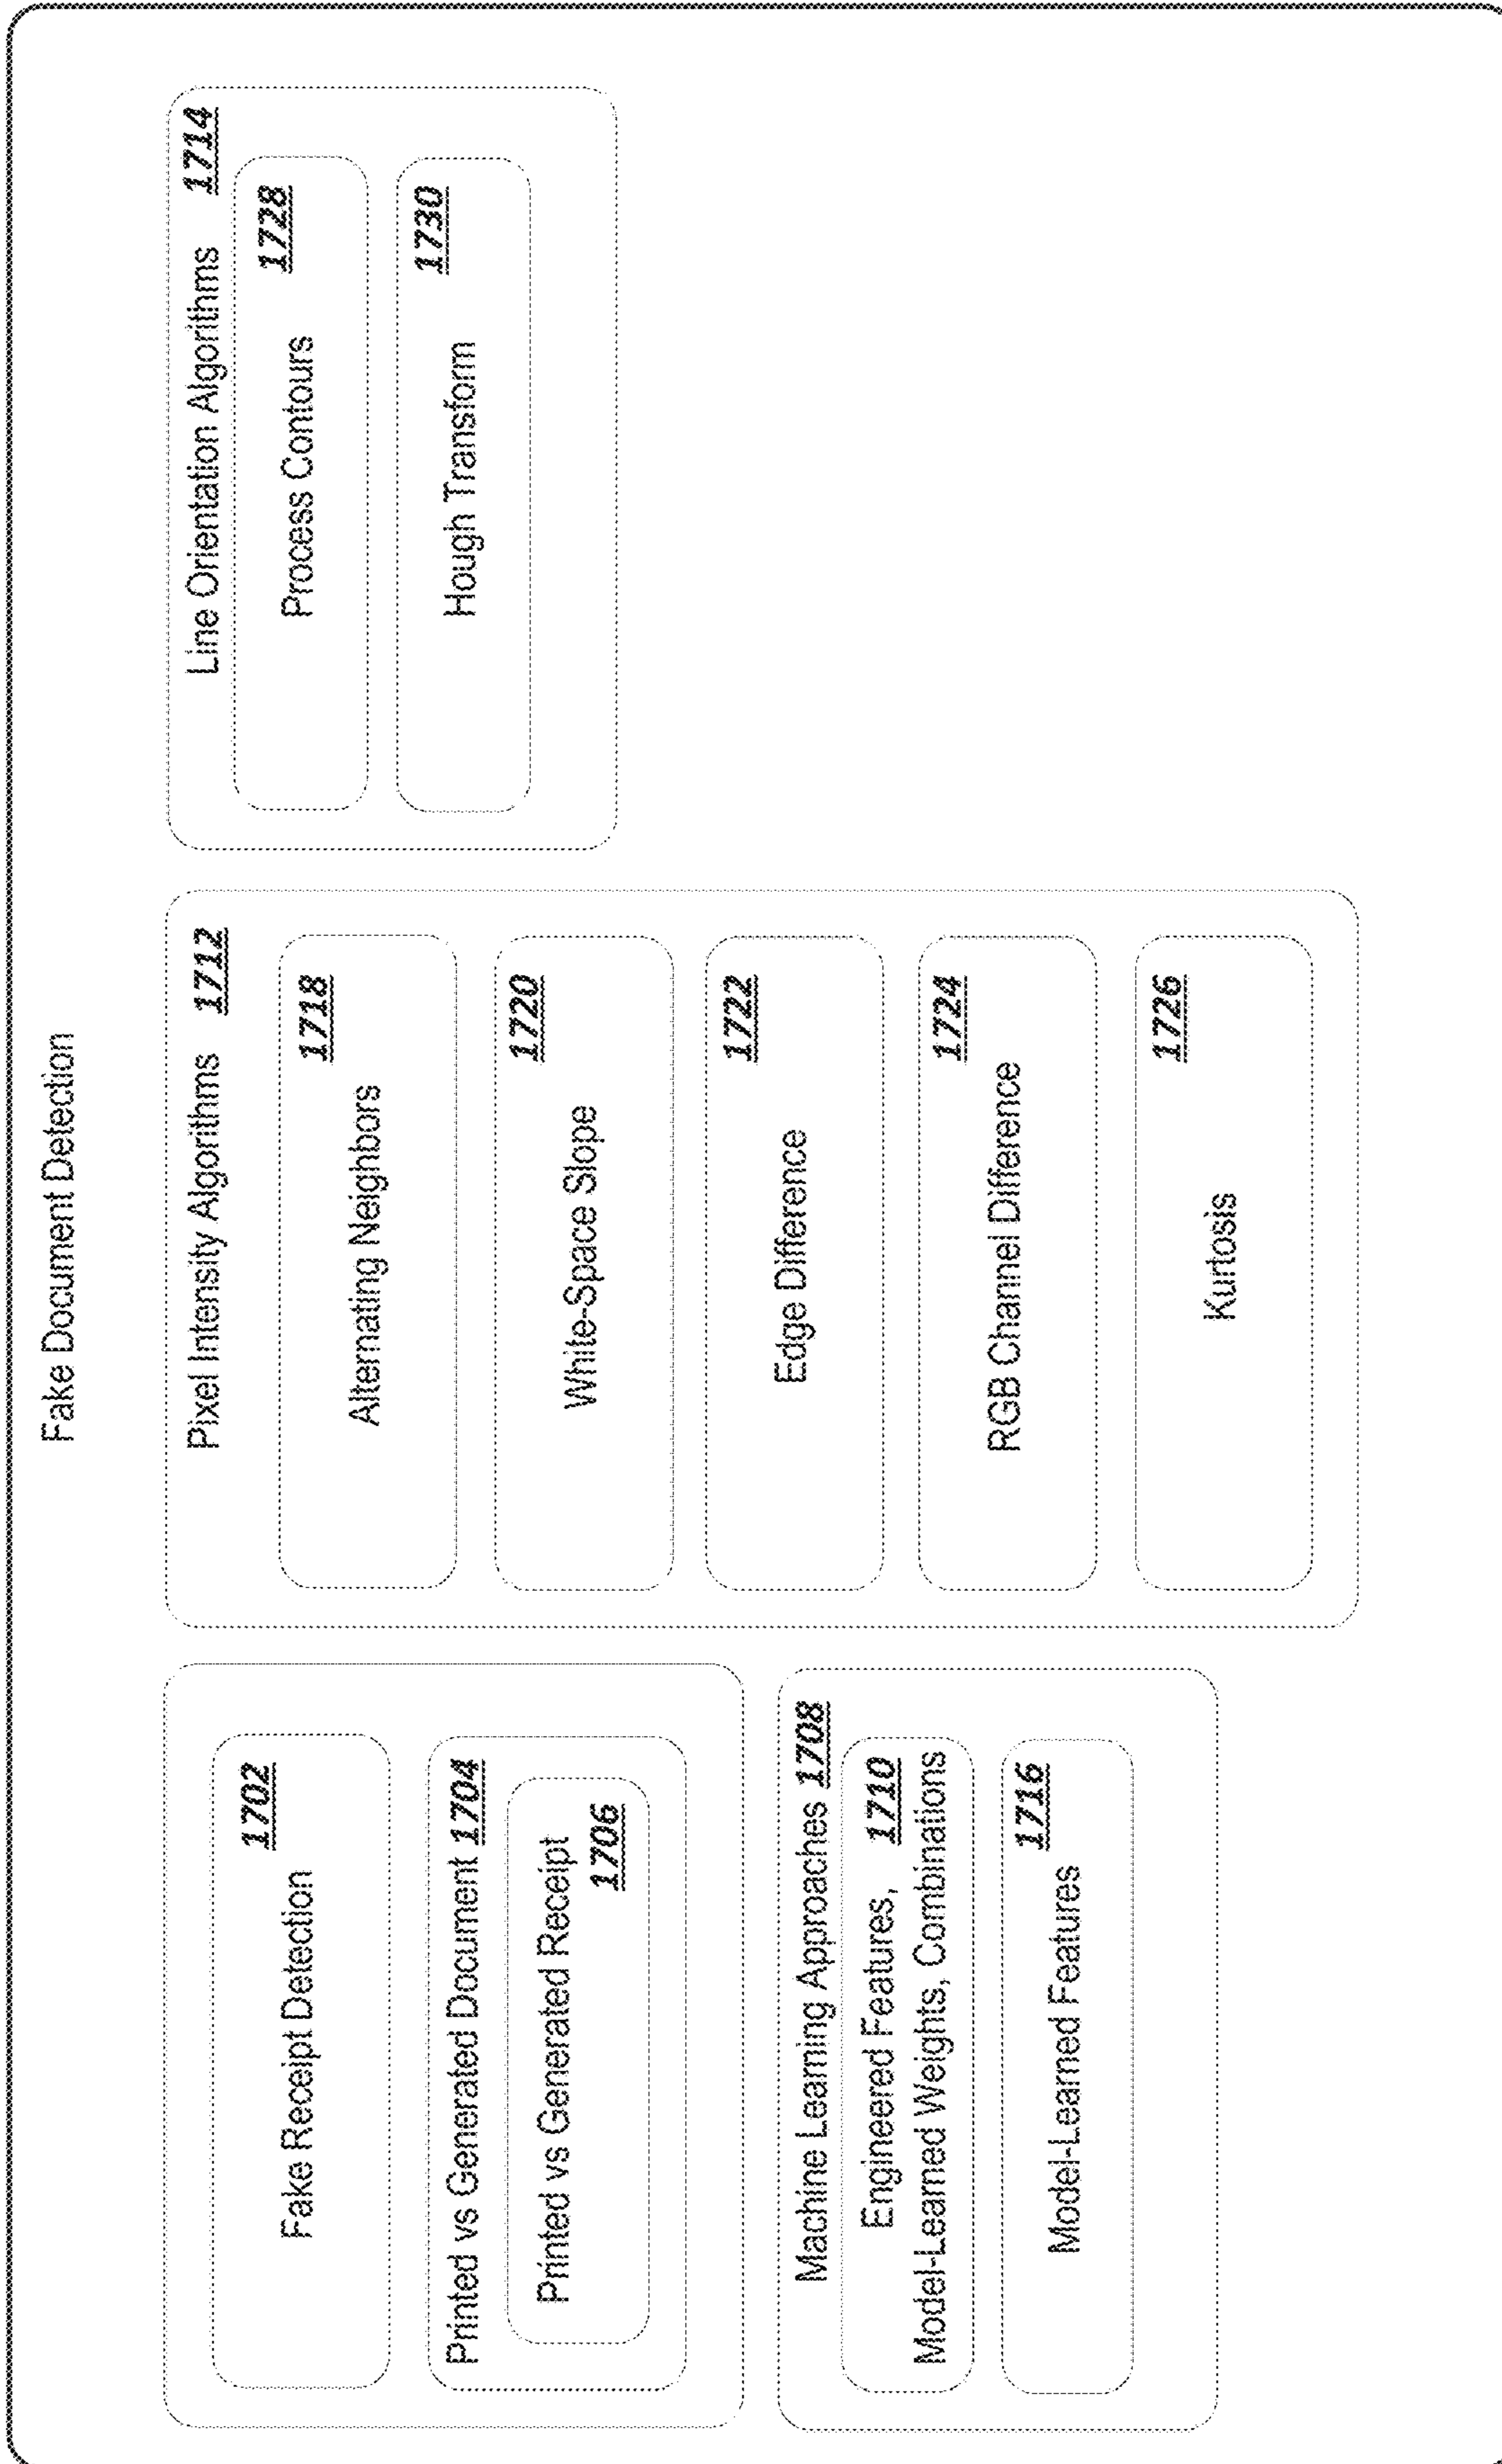 Fake Document Detection
1702
Fake Receipt Detection
Printed vs Generated Document 1704
Printed vs Generated Receipt
1706
Machine Learning Approaches 1708
Engineered Features, 1710
Model-Learned Weights, Combinations
1716
Model-Learned Features
Pixel Intensity Algorithms 1712
1718
Alternating Neighbors
1720
White-Space Slope
1722
Edge Difference
1724
RGB Channel Difference
1726
Kurtosis
Line Orientation Algorithms 1714
1728
Process Contours
1730
Hough Transform